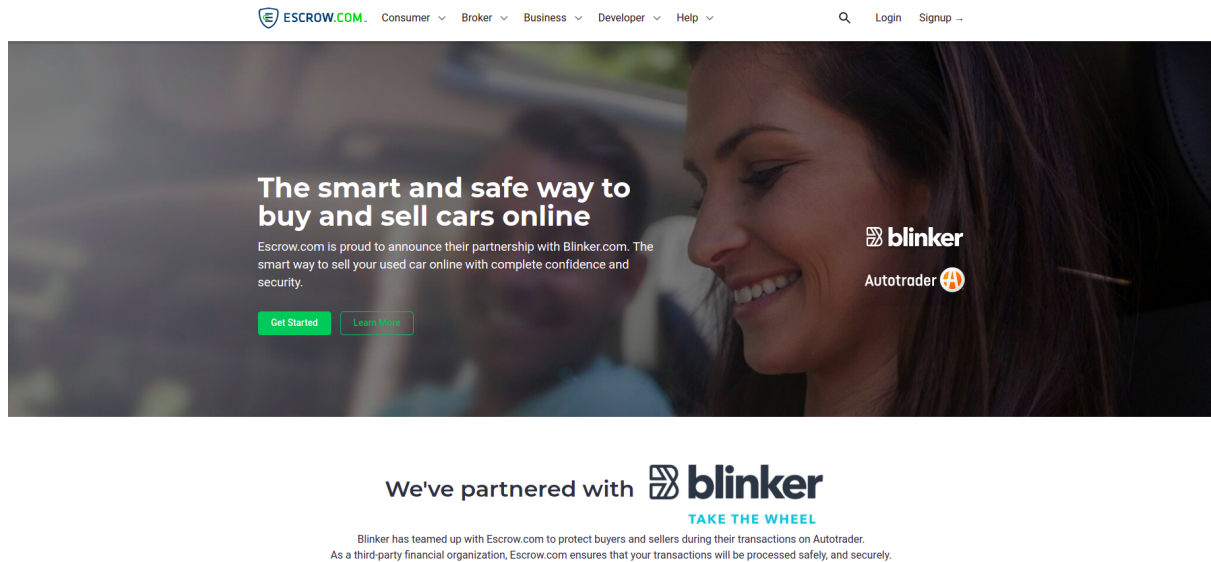 ESCROW.COM Consumer Broker Business Developer Help Login Signup →
The smart and safe way to
buy and sell cars online
Escrow.com is proud to announce their partnership with Blinker.com. The
smart way to sell your used car online with complete confidence and
security.
Get Started Learn More
blinker
Autotrader
We've partnered with blinker
TAKE THE WHEEL
Blinker has teamed up with Escrow.com to protect buyers and sellers during their transactions on Autotrader.
As a third-party financial organization, Escrow.com ensures that your transactions will be processed safely, and securely.